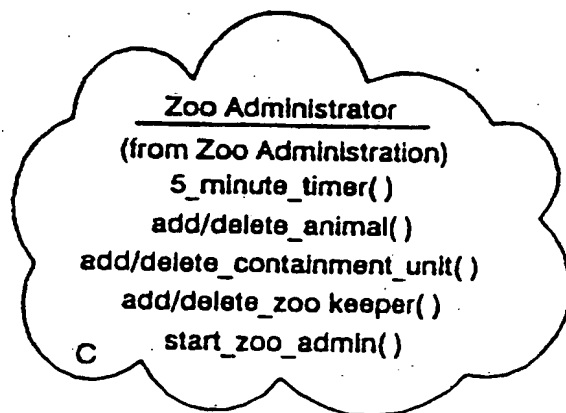 Zoo Administrator
(from Zoo Administration)
5_minute_timer( )
add/delete_animal( )
add/delete_containment_unit( )
add/delete_zoo keeper( )
start_zoo_admin( )
C